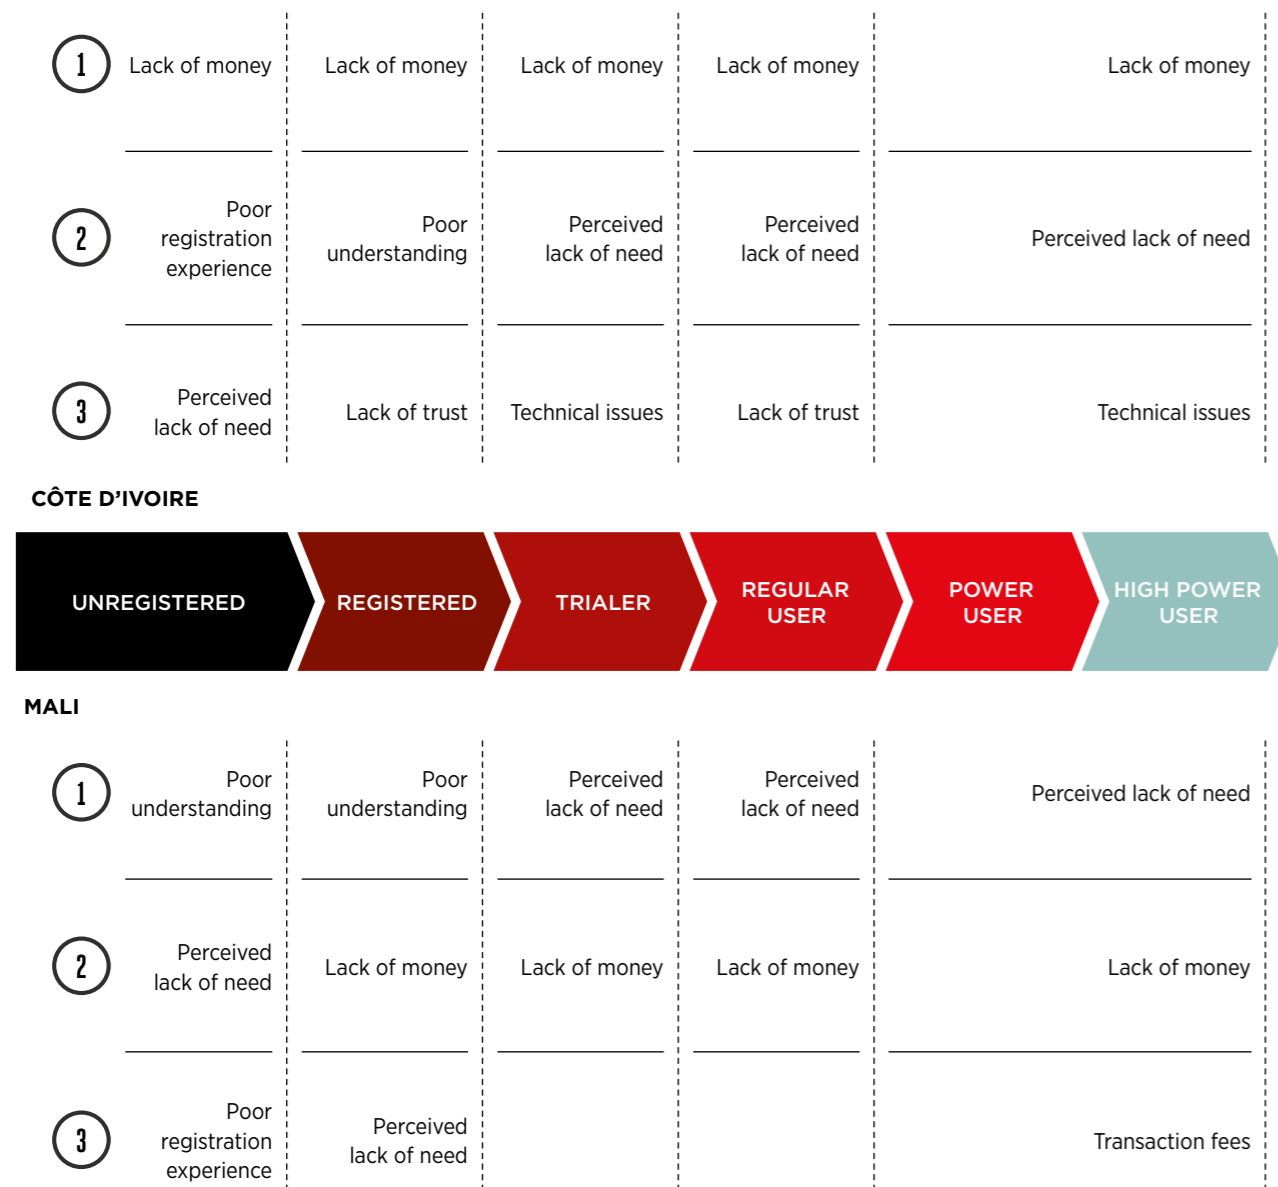 1
Lack of money
Lack of money
Lack of money
Lack of money
Lack of money
2
Poor
registration
experience
Poor
understanding
Perceived
lack of need
Perceived
lack of need
Perceived lack of need
3
Perceived
lack of need
Lack of trust
Technical issues
Lack of trust
Technical issues
CÔTE D’IVOIRE
UNREGISTERED
REGISTERED
TRIALER
REGULAR
USER
POWER
USER
HIGH POWER
USER
MALI
1
Poor
understanding
Poor
understanding
Perceived
lack of need
Perceived
lack of need
Perceived lack of need
2
Perceived
lack of need
Lack of money
Lack of money
Lack of money
Lack of money
3
Poor
registration
experience
Perceived
lack of need
Transaction fees